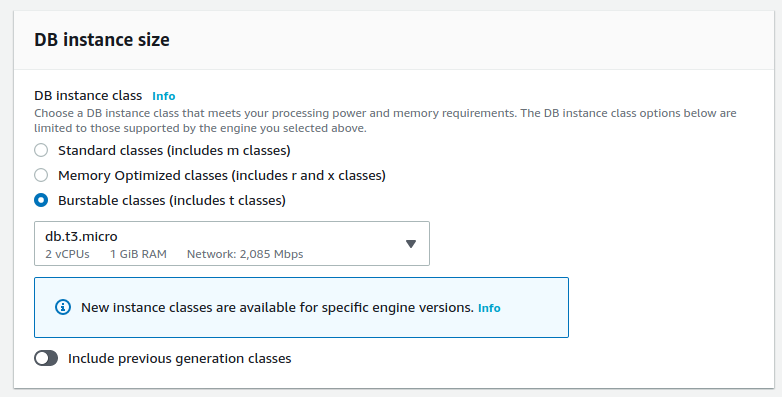 DB instance size
DB instance class Info
Choose a DB instance class that meets your processing power and memory requirements. The DB instance class options below are
limited to those supported by the engine you selected above.
Standard classes (includes m classes)
Memory Optimized classes (includes r and x classes)
Burstable classes (includes t classes)
db.t3.micro
2 vCPUs 1 GiB RAM Network: 2,085 Mbps
New instance classes are available for specific engine versions. Info
Include previous generation classes